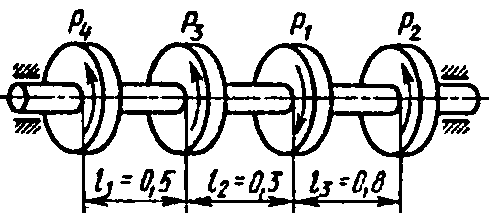 P4 P3 P1 P2
l1 = 0,5 l2 = 0,3 l3 = 0,8